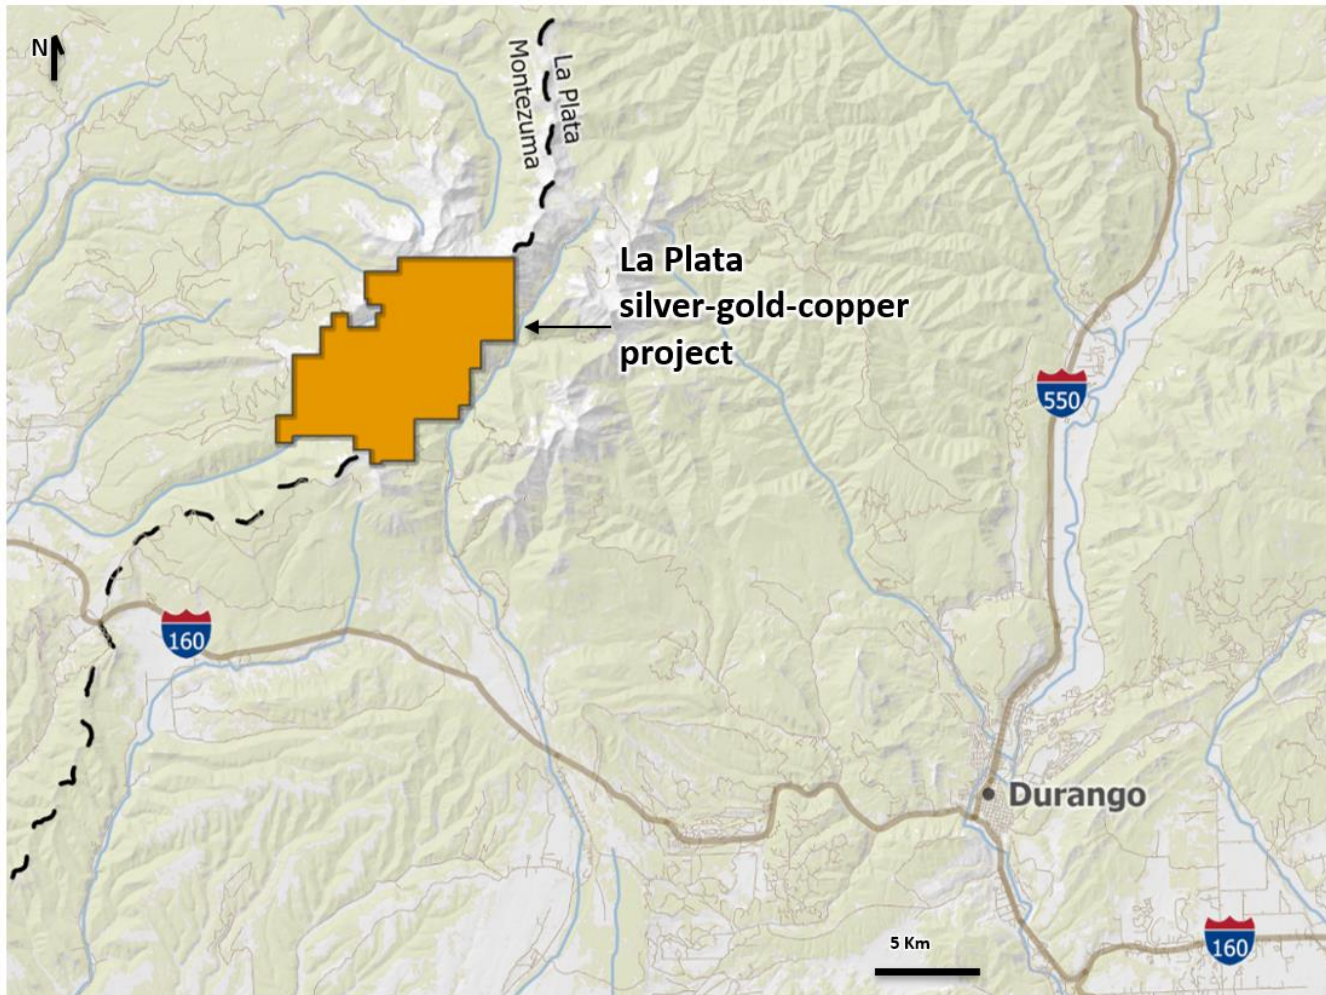 N
La Plata
Montezuma
La Plata
silver-gold-copper
project
550
160
Durango
5 Km
160